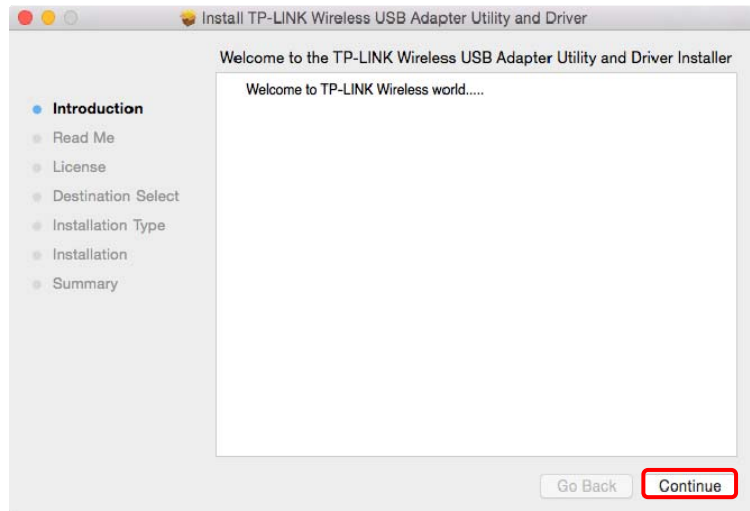 Install TP-LINK Wireless USB Adapter Utility and Driver
Welcome to the TP-LINK Wireless USB Adapter Utility and Driver Installer
Introduction
Read Me
License
Destination Select
Installation Type
Installation
Summary
Welcome to TP-LINK Wireless world.....
Go Back
Continue